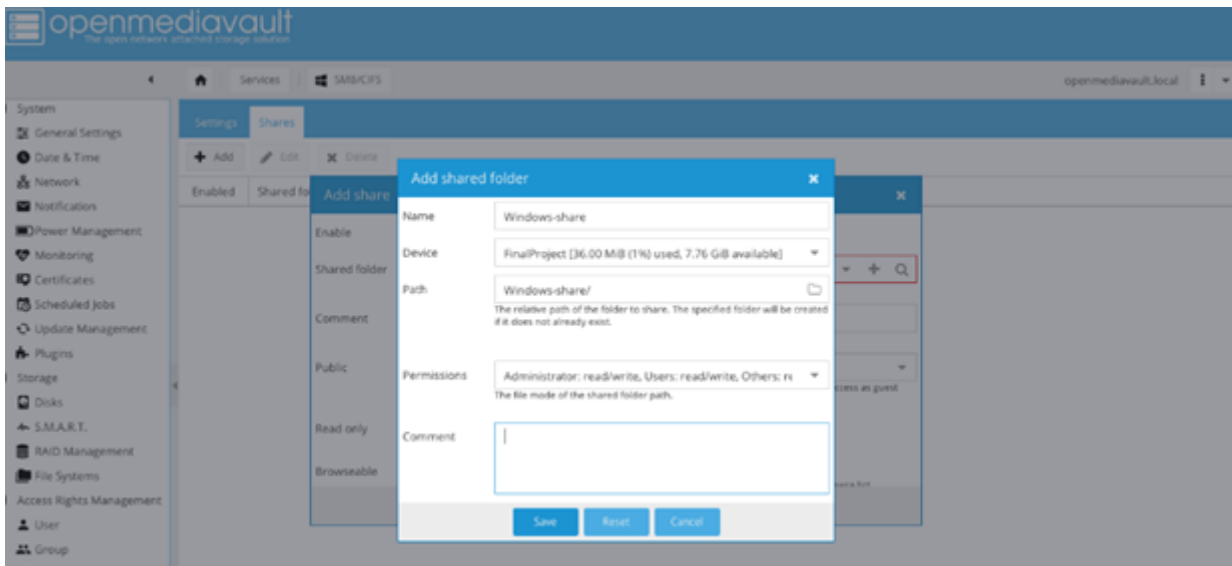 openmediavault
The open network attached storage solution
Services
SMB/CIFS
openmediavault.local
System
General Settings
Date & Time
Network
Notification
Power Management
Monitoring
Certificates
Scheduled Jobs
Update Management
Plugins
Storage
Disks
S.M.A.R.T.
RAID Management
File Systems
Access Rights Management
User
Group
Settings Shares
Add Edit Delete
Enabled Shared fo
Add share
Enable
Shared folder
Comment
Public
cess as guest
Read only
Browseable
Add shared folder
Name Windows-share
Device FinalProject [36.00 MiB (1%) used, 7.76 GiB available]
Path Windows-share/
The relative path of the folder to share. The specified folder will be created
if it does not already exist.
Permissions Administrator: read/write, Users: read/write, Others: re
The file mode of the shared folder path.
Comment
Save Reset Cancel